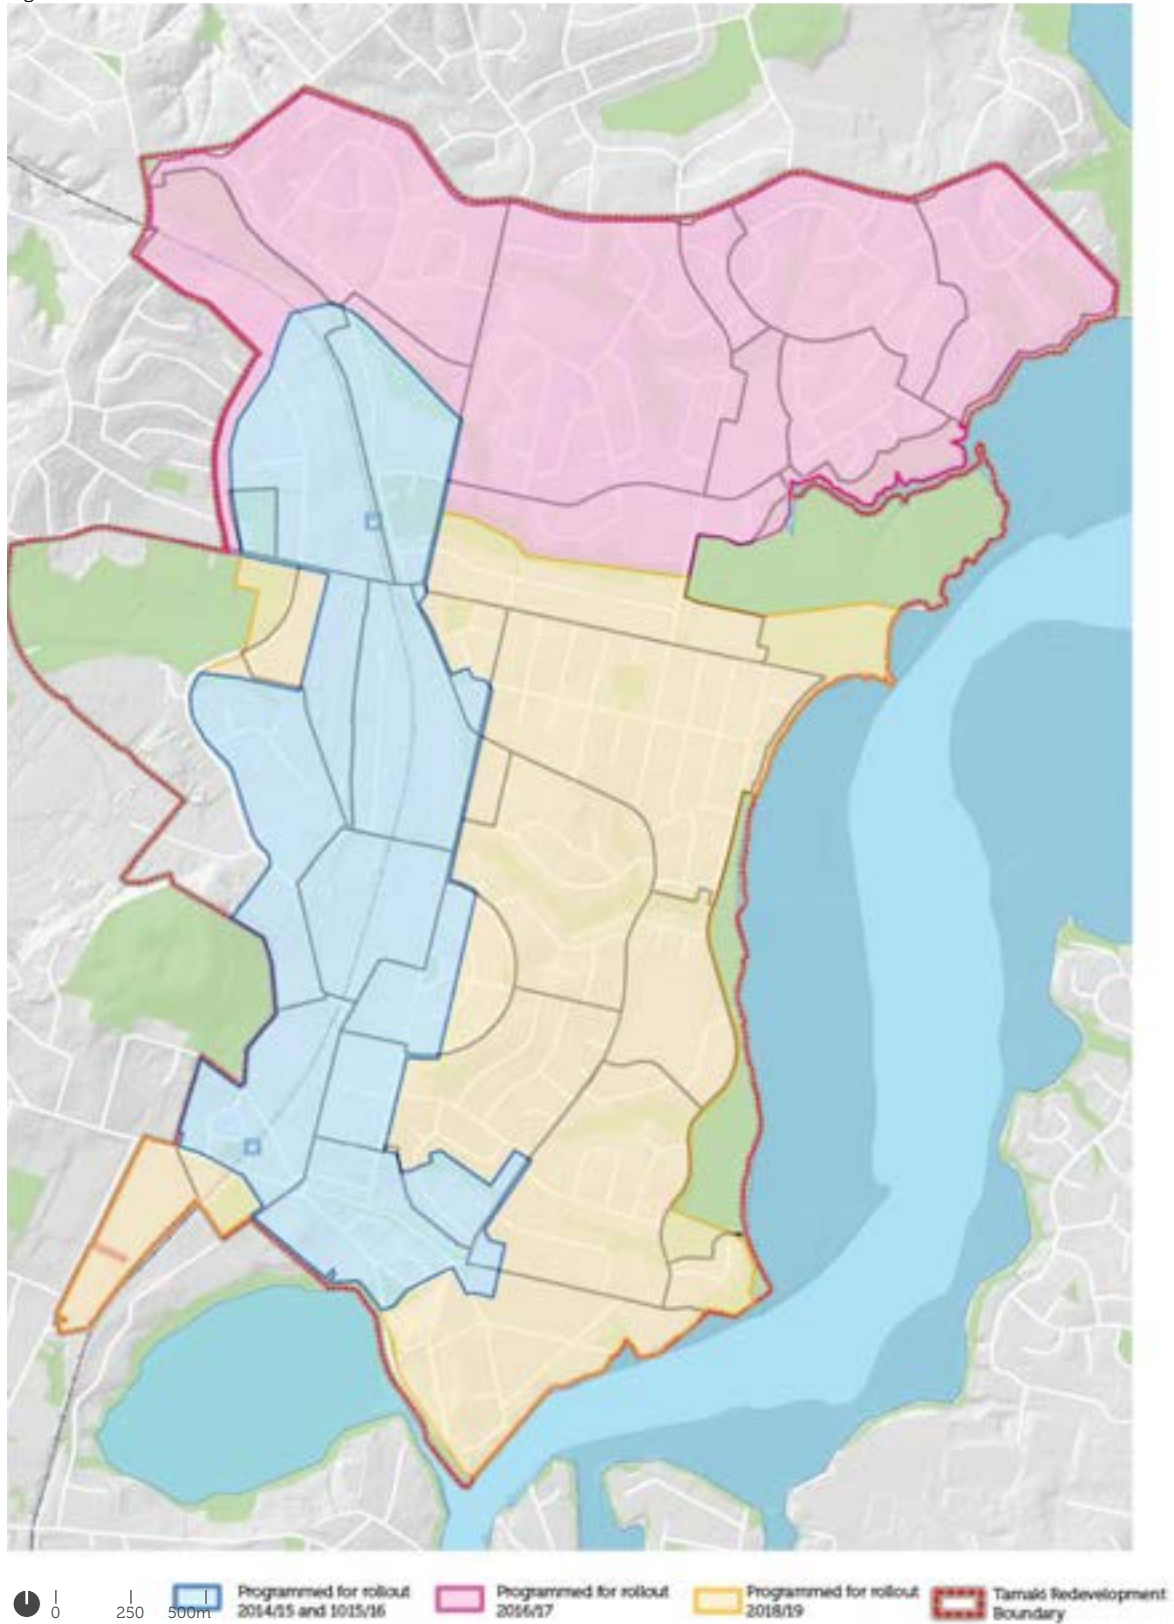 Programmed for rollout
2014/15 and 1015/16
Programmed for rollout
2016/17
Programmed for rollout
2018/19
Tamaki Redevelopment
Boundary
0
250
500m